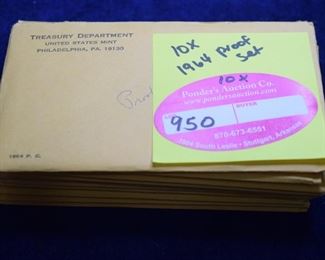 TREASURY DEPARTMENT
UNITED STATES MINT
PHILADELPHIA, PA. 19130
Proof
1964 P. C.
10x
1964 proof
set
10x
Ponder's Auction Co.
www.pondersauction.com
BUYER
950
870-673-6551
1504 South Leslie • Stuttgart, Arkansas